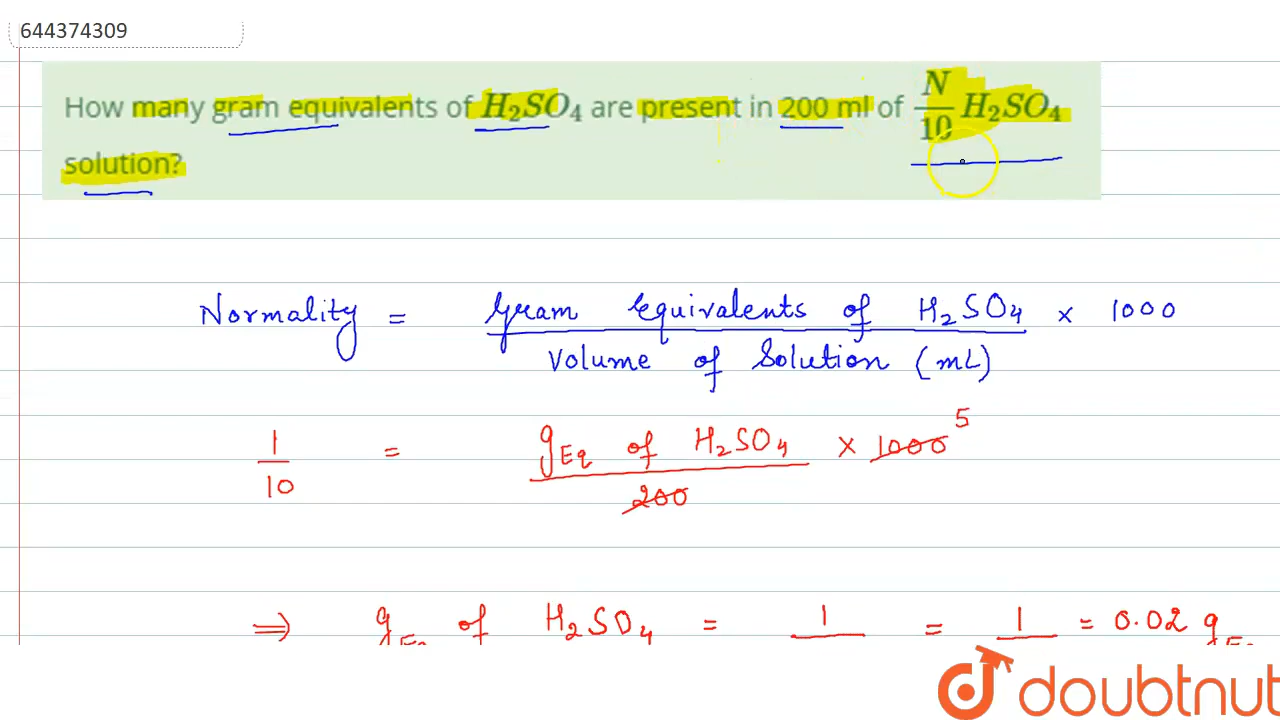 644374309
How many gram equivalents of H₂SO₄ are present in 200 ml of N/10 H₂SO₄
solution?
Normality = Gram equivalents of H₂SO₄ / Volume of Solution (mL) × 1000
1/10 = gEq of H₂SO₄ / 200 × 1000 5
⇒ gEq of H₂SO₄ = 1 = 1 = 0.02 gEq
doubtnut